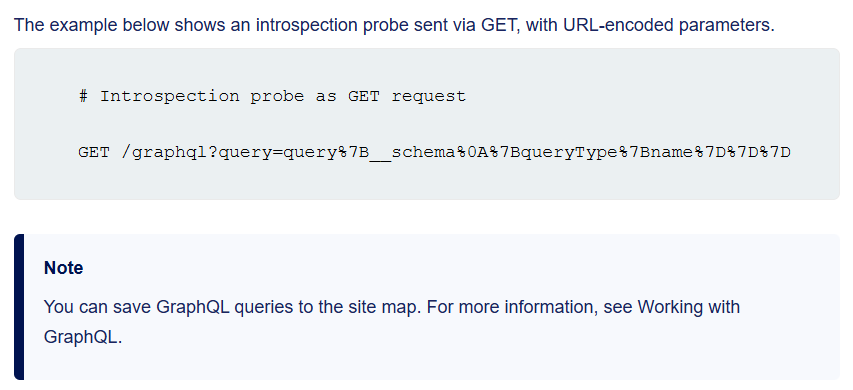 The example below shows an introspection probe sent via GET, with URL-encoded parameters.
# Introspection probe as GET request
GET /graphql?query=query%7B__schema%0A%7BqueryType%7Bname%7D%7D%7D
Note
You can save GraphQL queries to the site map. For more information, see Working with
GraphQL.